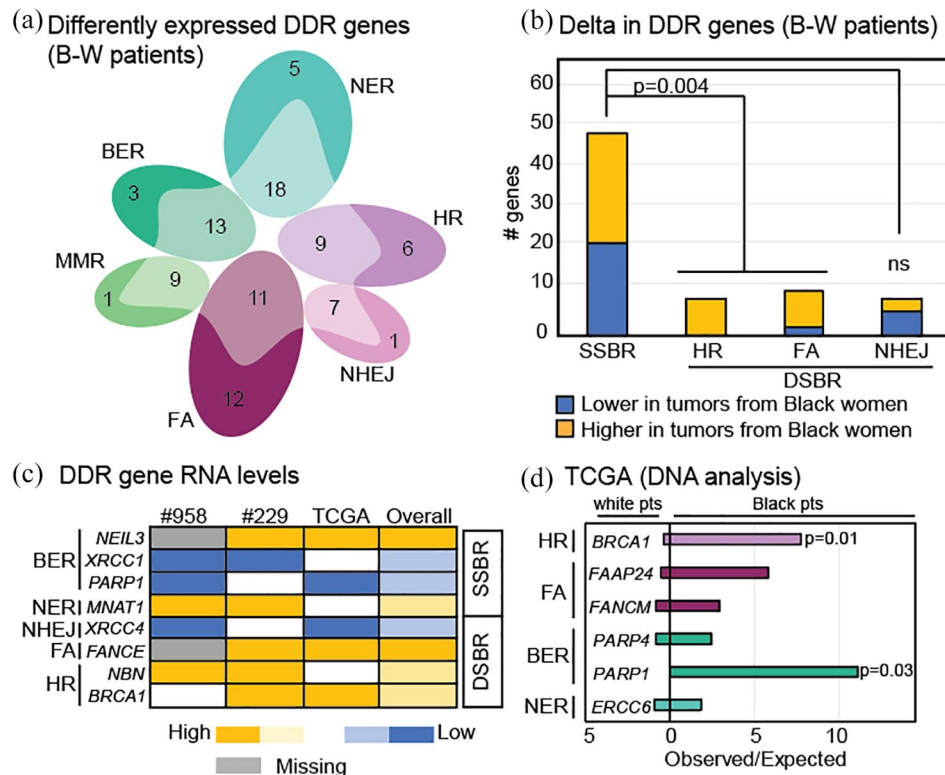 (a) Differently expressed DDR genes
(B-W patients)
5
NER
BER
3
18
13
HR
9
6
MMR
9
1
11
7
1
NHEJ
12
FA
(b) Delta in DDR genes (B-W patients)
60
50
40
30
20
10
0
# genes
p=0.004
ns
SSBR HR FA NHEJ
DSBR
Lower in tumors from Black women
Higher in tumors from Black women
(c) DDR gene RNA levels
#958 #229 TCGA Overall
BER
NEIL3
XRCC1
PARP1
NER MNAT1
NHEJ XRCC4
FA FANCE
HR
NBN
BRCA1
SSBR
DSBR
High Low
Missing
(d) TCGA (DNA analysis)
white pts Black pts
HR BRCA1 p=0.01
FA
FAAP24
FANCM
BER
PARP4
PARP1 p=0.03
NER ERCC6
5 0 5 10
Observed/Expected